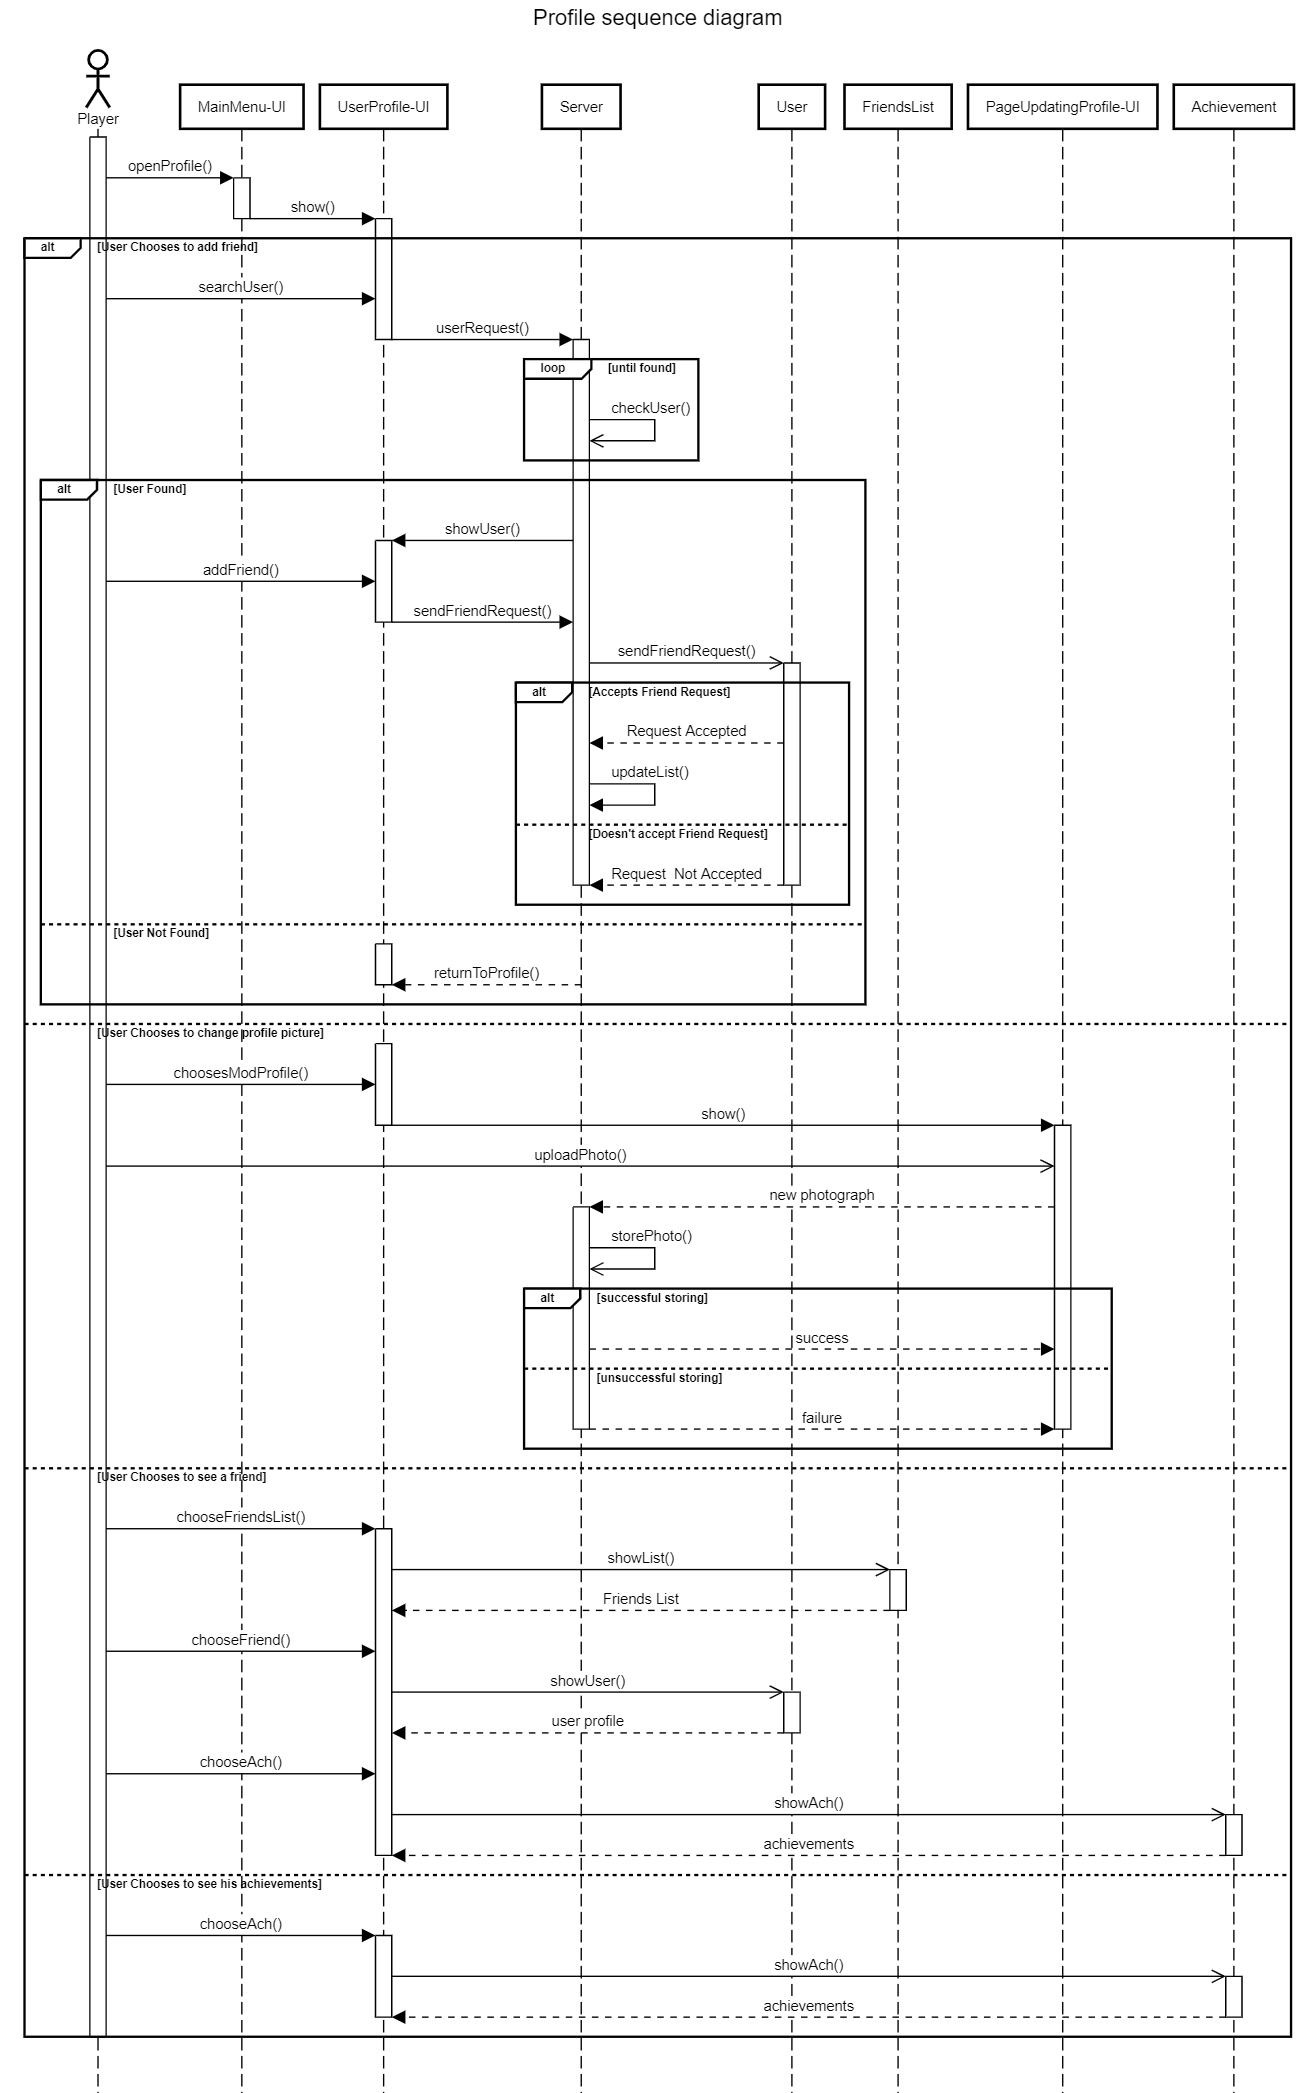 Profile sequence diagram
Player
MainMenu-UI
UserProfile-UI
Server
User
FriendsList
PageUpdatingProfile-UI
Achievement
openProfile()
show()
alt
[User Chooses to add friend]
searchUser()
userRequest()
loop
[until found]
checkUser()
alt
[User Found]
showUser()
addFriend()
sendFriendRequest()
sendFriendRequest()
alt
[Accepts Friend Request]
Request Accepted
updateList()
[Doesn't accept Friend Request]
Request  Not Accepted
[User Not Found]
returnToProfile()
[User Chooses to change profile picture]
choosesModProfile()
show()
uploadPhoto()
new photograph
storePhoto()
alt
[successful storing]
success
[unsuccessful storing]
failure
[User Chooses to see a friend]
chooseFriendsList()
showList()
Friends List
chooseFriend()
showUser()
user profile
chooseAch()
showAch()
achievements
[User Chooses to see his achievements]
chooseAch()
showAch()
achievements